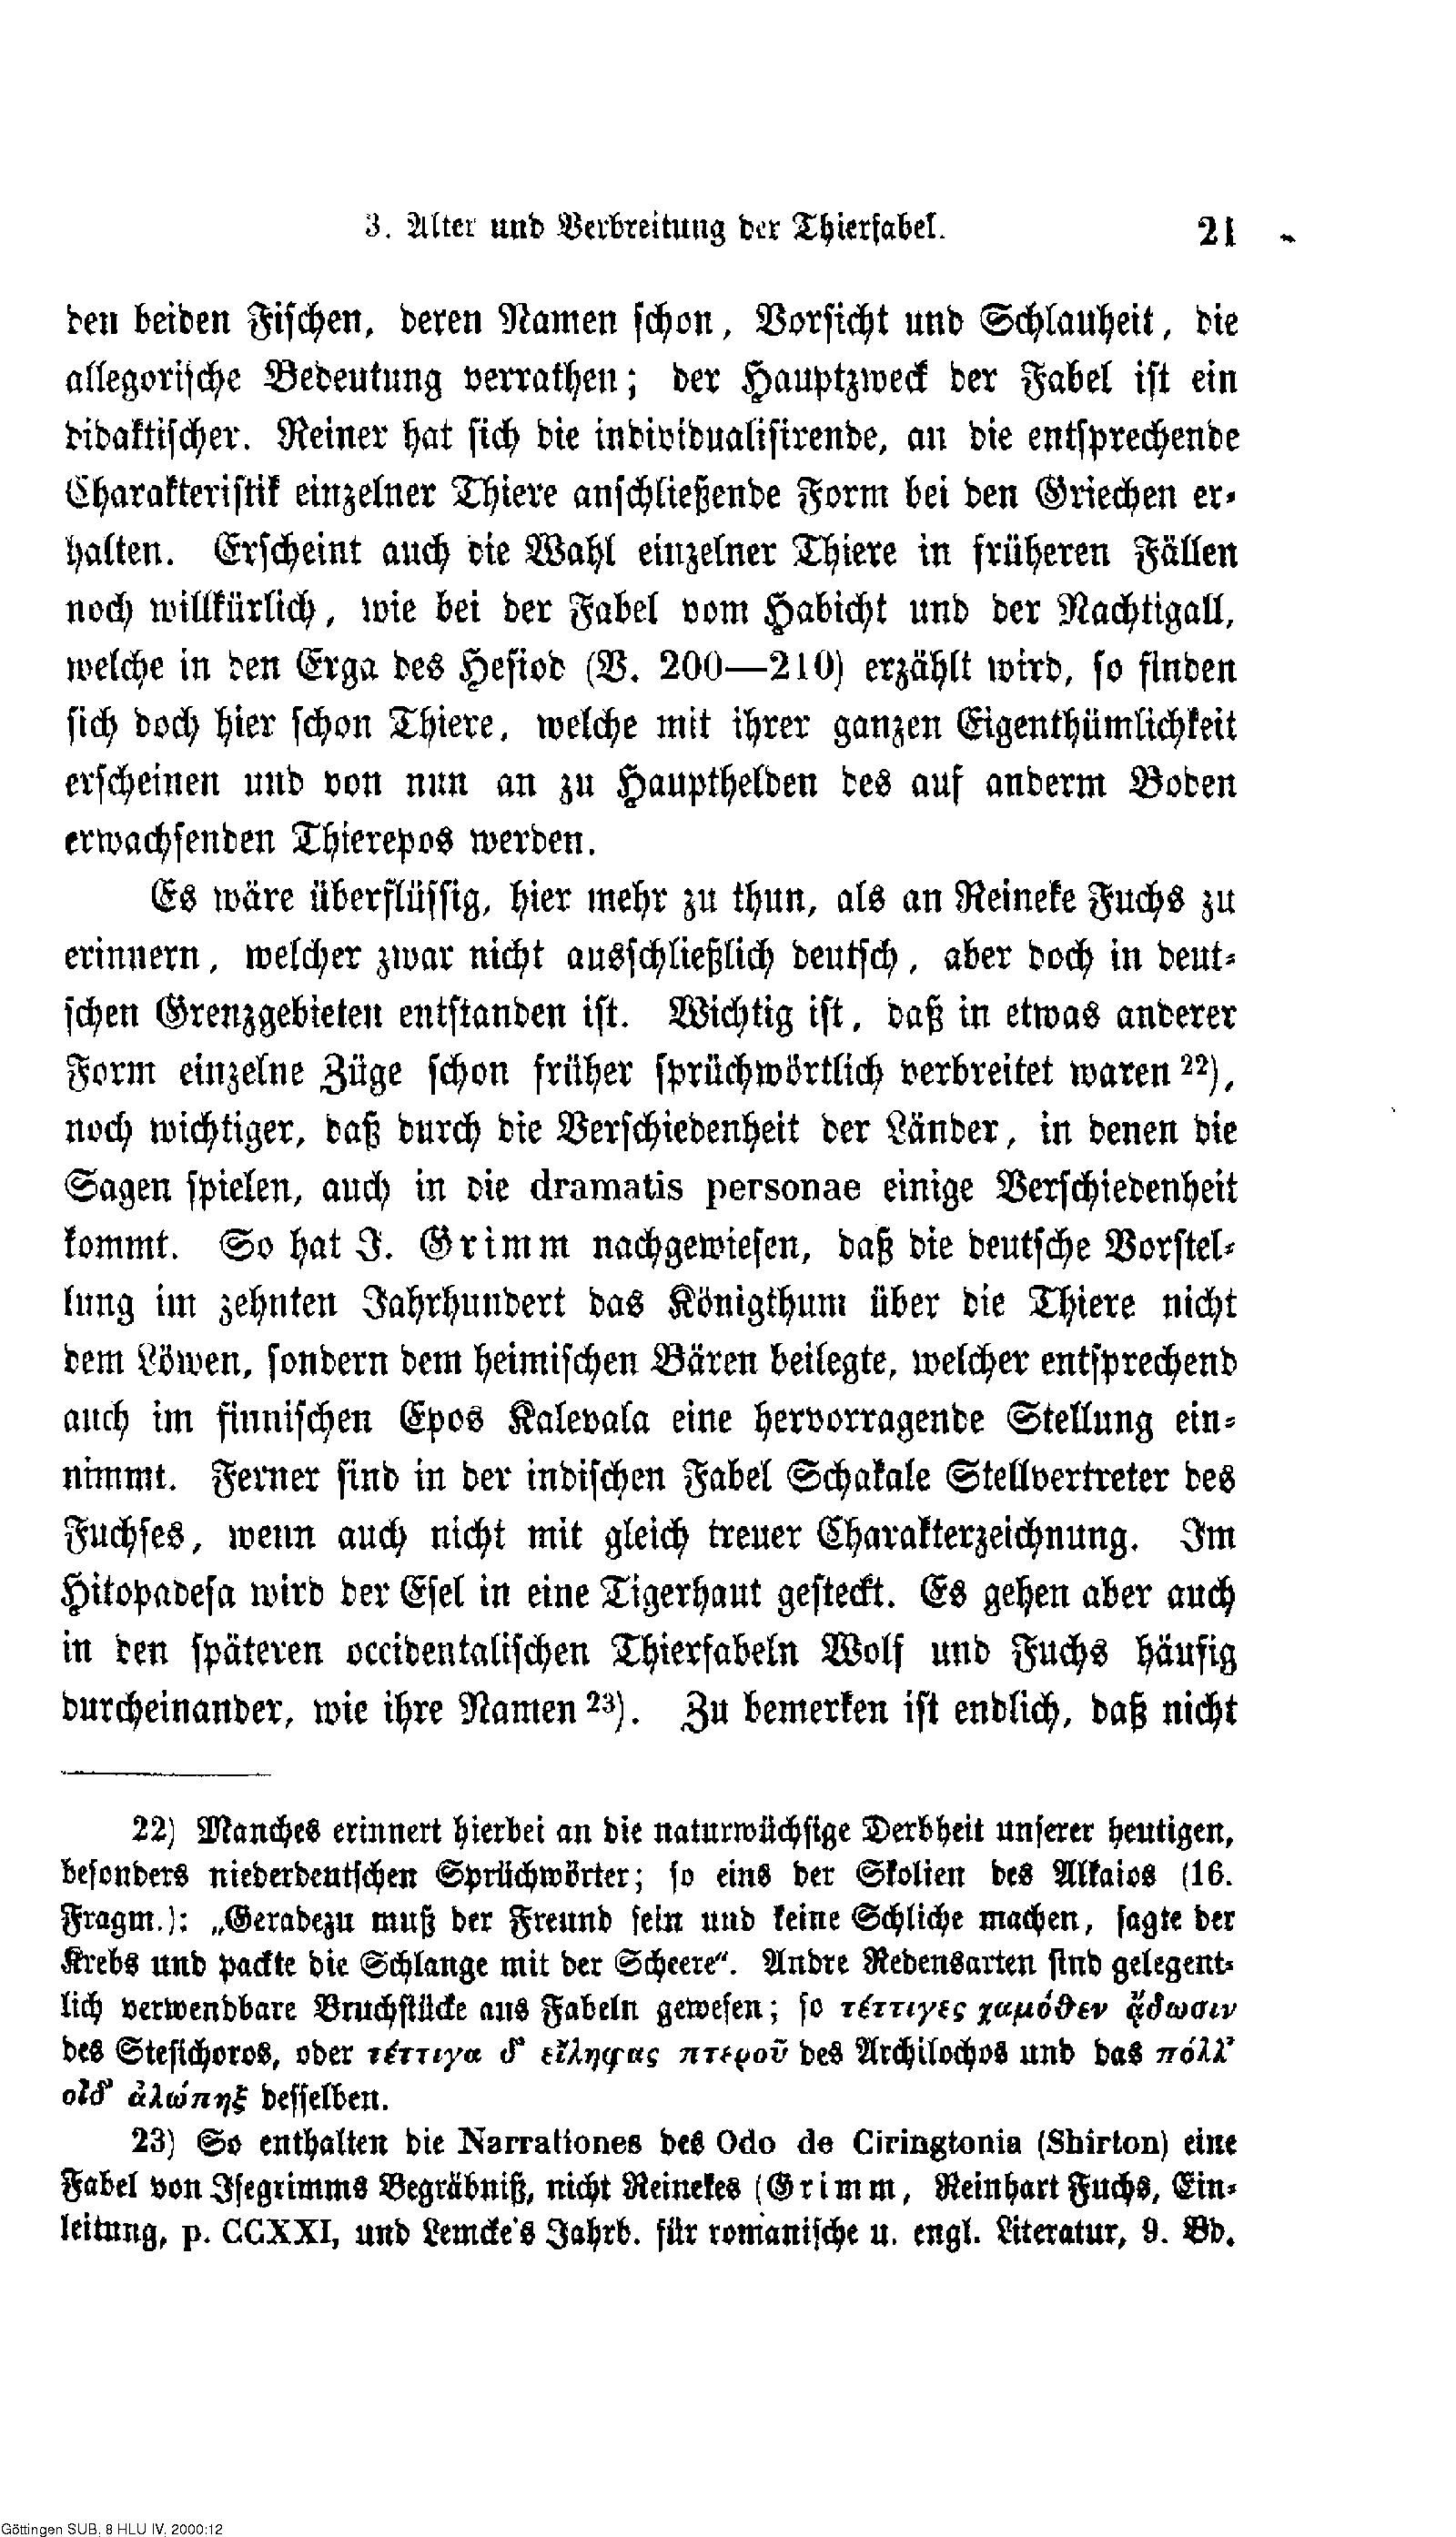 3. Alter und Verbreitung der Thierfabel. 21
den beiden Fischen, deren Namen schon, Vorsicht und Schlauheit, die
allegorische Bedeutung verrathen; der Hauptzweck der Fabel ist ein
didaktischer. Reiner hat sich die individualisirende, an die entsprechende
Charakteristik einzelner Thiere anschließende Form bei den Griechen er-
halten. Erscheint auch die Wahl einzelner Thiere in früheren Fällen
noch willkürlich, wie bei der Fabel vom Habicht und der Nachtigall,
welche in den Erga des Hesiod (V. 200—210) erzählt wird, so finden
sich doch hier schon Thiere, welche mit ihrer ganzen Eigenthümlichkeit
erscheinen und von nun an zu Haupthelden des auf anderm Boden
erwachsenden Thierepos werden.
Es wäre überflüssig, hier mehr zu thun, als an Reineke Fuchs zu
erinnern, welcher zwar nicht ausschließlich deutsch, aber doch in deut-
schen Grenzgebieten entstanden ist. Wichtig ist, daß in etwas anderer
Form einzelne Züge schon früher sprüchwörtlich verbreitet waren 22),
noch wichtiger, daß durch die Verschiedenheit der Länder, in denen die
Sagen spielen, auch in die dramatis personae einige Verschiedenheit
kommt. So hat J. Grimm nachgewiesen, daß die deutsche Vorstel-
lung im zehnten Jahrhundert das Königthum über die Thiere nicht
dem Löwen, sondern dem heimischen Bären beilegte, welcher entsprechend
auch im finnischen Epos Kalevala eine hervorragende Stellung ein-
nimmt. Ferner sind in der indischen Fabel Schakale Stellvertreter des
Fuchses, wenn auch nicht mit gleich treuer Charakterzeichnung. Im
Hitopadesa wird der Esel in eine Tigerhaut gesteckt. Es gehen aber auch
in den späteren occidentalischen Thierfabeln Wolf und Fuchs häufig
durcheinander, wie ihre Namen 23). Zu bemerken ist endlich, daß nicht
22) Manches erinnert hierbei an die naturwüchsige Derbheit unserer heutigen,
besonders niederdeutschen Sprüchwörter; so eins der Skolien des Alkaios (16.
Fragm.): „Geradezu muß der Freund sein und keine Schliche machen, sagte der
Krebs und packte die Schlange mit der Scheere“. Andre Redensarten sind gelegent-
lich verwendbare Bruchstücke aus Fabeln gewesen; so τέττιγες χαμόθεν ᾄδωσιν
des Stesichoros, oder τέττιγα δ’ εἴληφας πτεροῦ des Archilochos und das πόλλ’
οἶδ’ ἀλώπηξ desselben.
23) So enthalten die Narrationes des Odo de Ciringtonia (Shirton) eine
Fabel von Isegrimms Begräbniß, nicht Reinekes (Grimm, Reinhart Fuchs, Ein-
leitung, p. CCXXI, und Lemcke's Jahrb. für romanische u. engl. Literatur, 9. Bd.
Göttingen SUB, 8 HLU IV, 2000:12